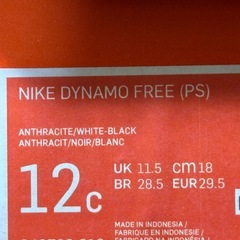 NIKE DYNAMO FREE (PS)
ANTHRACITE/WHITE-BLACK
ANTHRACIT/NOIR/BLANC
12c
UK 11.5 cm 18
BR 28.5 EUR 29.5
MADE IN INDONESIA /
FABRIQUE EN INDONESIE /